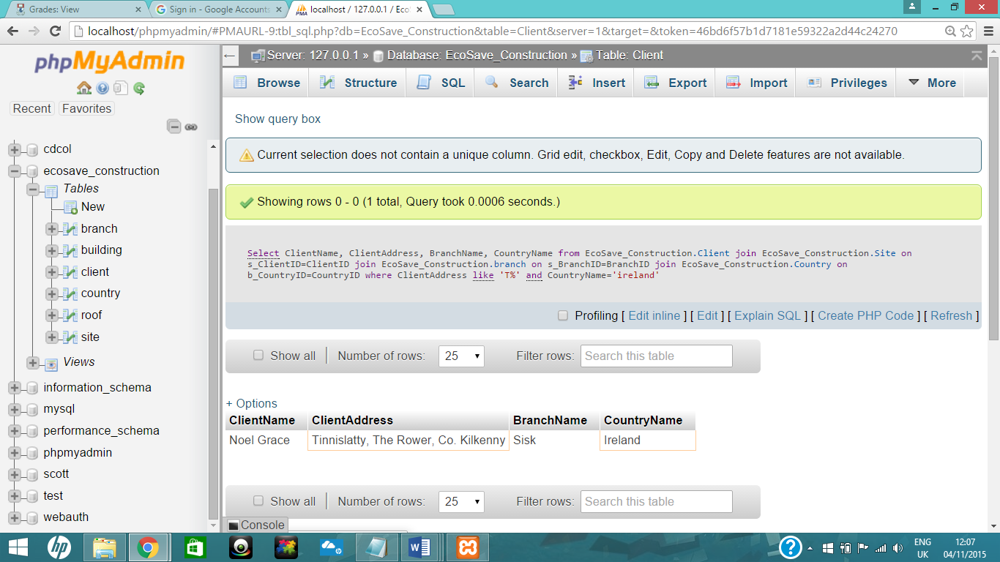 Grades: View
Sign in - Google Accounts
localhost / 127.0.0.1 / Eco
localhost/phpmyadmin/#PMAURL-9:tbl_sql.php?db=EcoSave_Construction&table=Client&server=1&target=&token=46bd6f57b1d7181e59322a2d44c24270
phpMyAdmin
Recent Favorites
cdcol
ecosave_construction
Tables
New
branch
building
client
country
roof
site
Views
information_schema
mysql
performance_schema
phpmyadmin
scott
test
webauth
Server: 127.0.0.1 » Database: EcoSave_Construction » Table: Client
Browse Structure SQL Search Insert Export Import Privileges More
Show query box
Current selection does not contain a unique column. Grid edit, checkbox, Edit, Copy and Delete features are not available.
Showing rows 0 - 0 (1 total, Query took 0.0006 seconds.)
Select ClientName, ClientAddress, BranchName, CountryName from EcoSave_Construction.Client join EcoSave_Construction.Site on
s_ClientID=ClientID join EcoSave_Construction.branch on s_BranchID=BranchID join EcoSave_Construction.Country on
b_CountryID=CountryID where ClientAddress like 'T%' and CountryName='ireland'
Profiling [ Edit inline ] [ Edit ] [ Explain SQL ] [ Create PHP Code ] [ Refresh ]
Show all Number of rows: 25 Filter rows: Search this table
+ Options
ClientName ClientAddress BranchName CountryName
Noel Grace Tinnislatty, The Rower, Co. Kilkenny Sisk Ireland
Show all Number of rows: 25 Filter rows: Search this table
Console
ENG 12:07
UK 04/11/2015